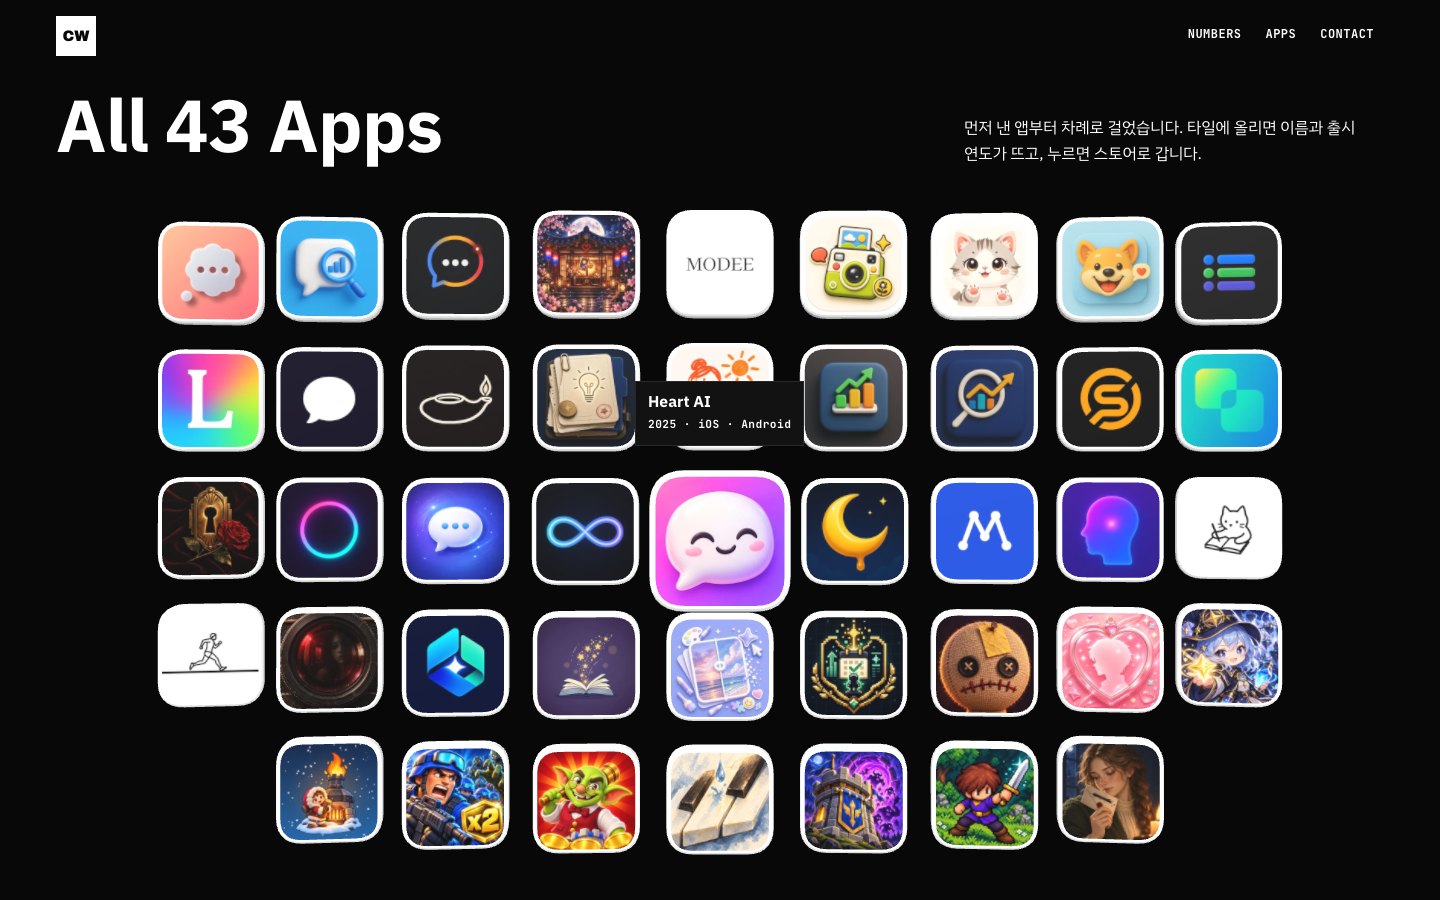 CW
NUMBERS APPS CONTACT
All 43 Apps
먼저 낸 앱부터 차례로 걸었습니다. 타일에 올리면 이름과 출시
연도가 뜨고, 누르면 스토어로 갑니다.
MODEE
L
Heart AI
2025 · iOS · Android
S
M
x2